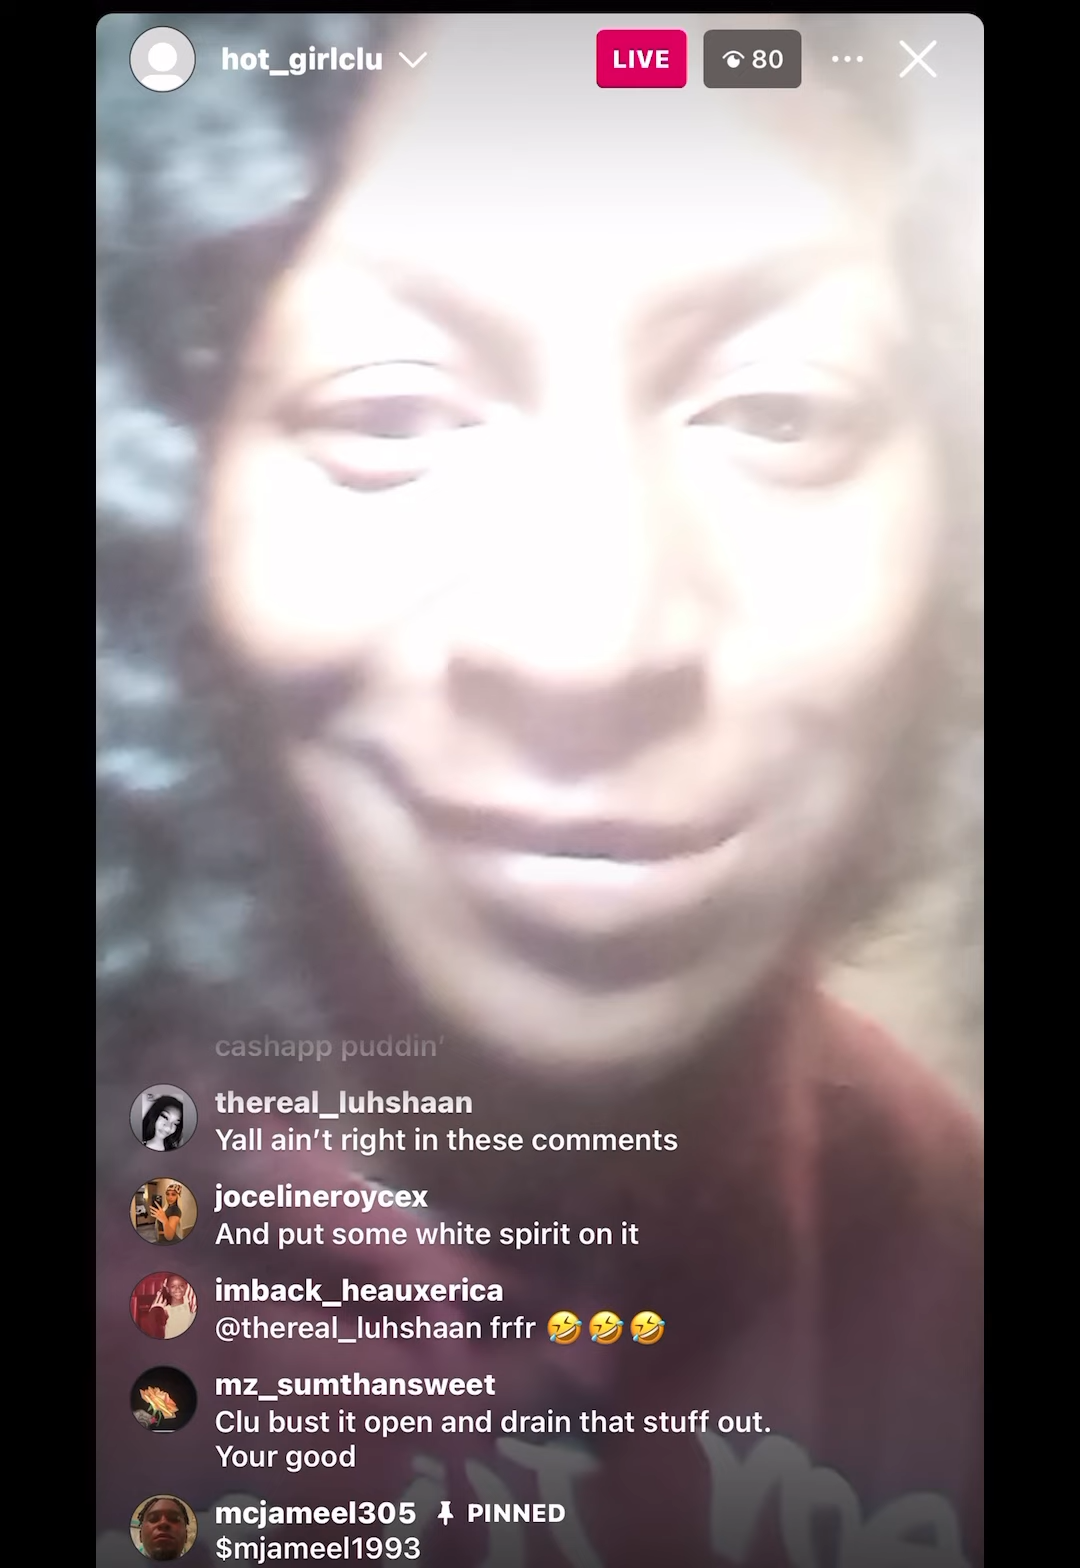 hot_girlclu
LIVE
80
cashapp puddin'
thereal_luhshaan
Yall ain’t right in these comments
jocelineroycex
And put some white spirit on it
imback_heauxerica
@thereal_luhshaan frfr 🤣🤣🤣
mz_sumthansweet
Clu bust it open and drain that stuff out.
Your good
mcjameel305 PINNED
$mjameel1993